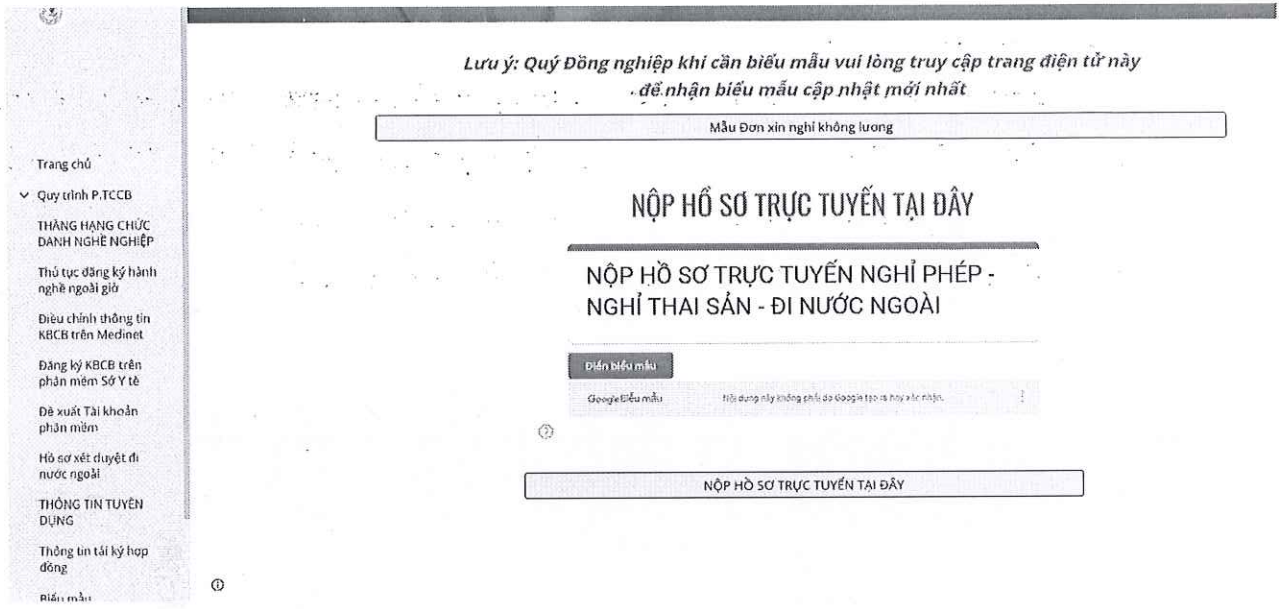 Lưu ý: Quý Đồng nghiệp khi cần biểu mẫu vui lòng truy cập trang điện tử này
để nhận biểu mẫu cập nhật mới nhất
Mẫu Đơn xin nghỉ không lương
Trang chủ
Quy trình P.TCCB
THĂNG HẠNG CHỨC
DANH NGHỀ NGHIỆP
Thủ tục đăng ký hành
nghề ngoài giờ
Điều chỉnh thông tin
KBCB trên Medinet
Đăng ký KBCB trên
phần mềm Sở Y tế
Đề xuất Tài khoản
phần mềm
Hồ sơ xét duyệt đi
nước ngoài
THÔNG TIN TUYỂN
DỤNG
Thông tin tái ký hợp
đồng
Biểu mẫu
NỘP HỒ SƠ TRỰC TUYẾN TẠI ĐÂY
NỘP HỒ SƠ TRỰC TUYẾN NGHỈ PHÉP -
NGHỈ THAI SẢN - ĐI NƯỚC NGOÀI
Điền biểu mẫu
Google Biểu mẫu
Nội dung này không phải do Google tạo ra hay xác nhận.
NỘP HỒ SƠ TRỰC TUYẾN TẠI ĐÂY